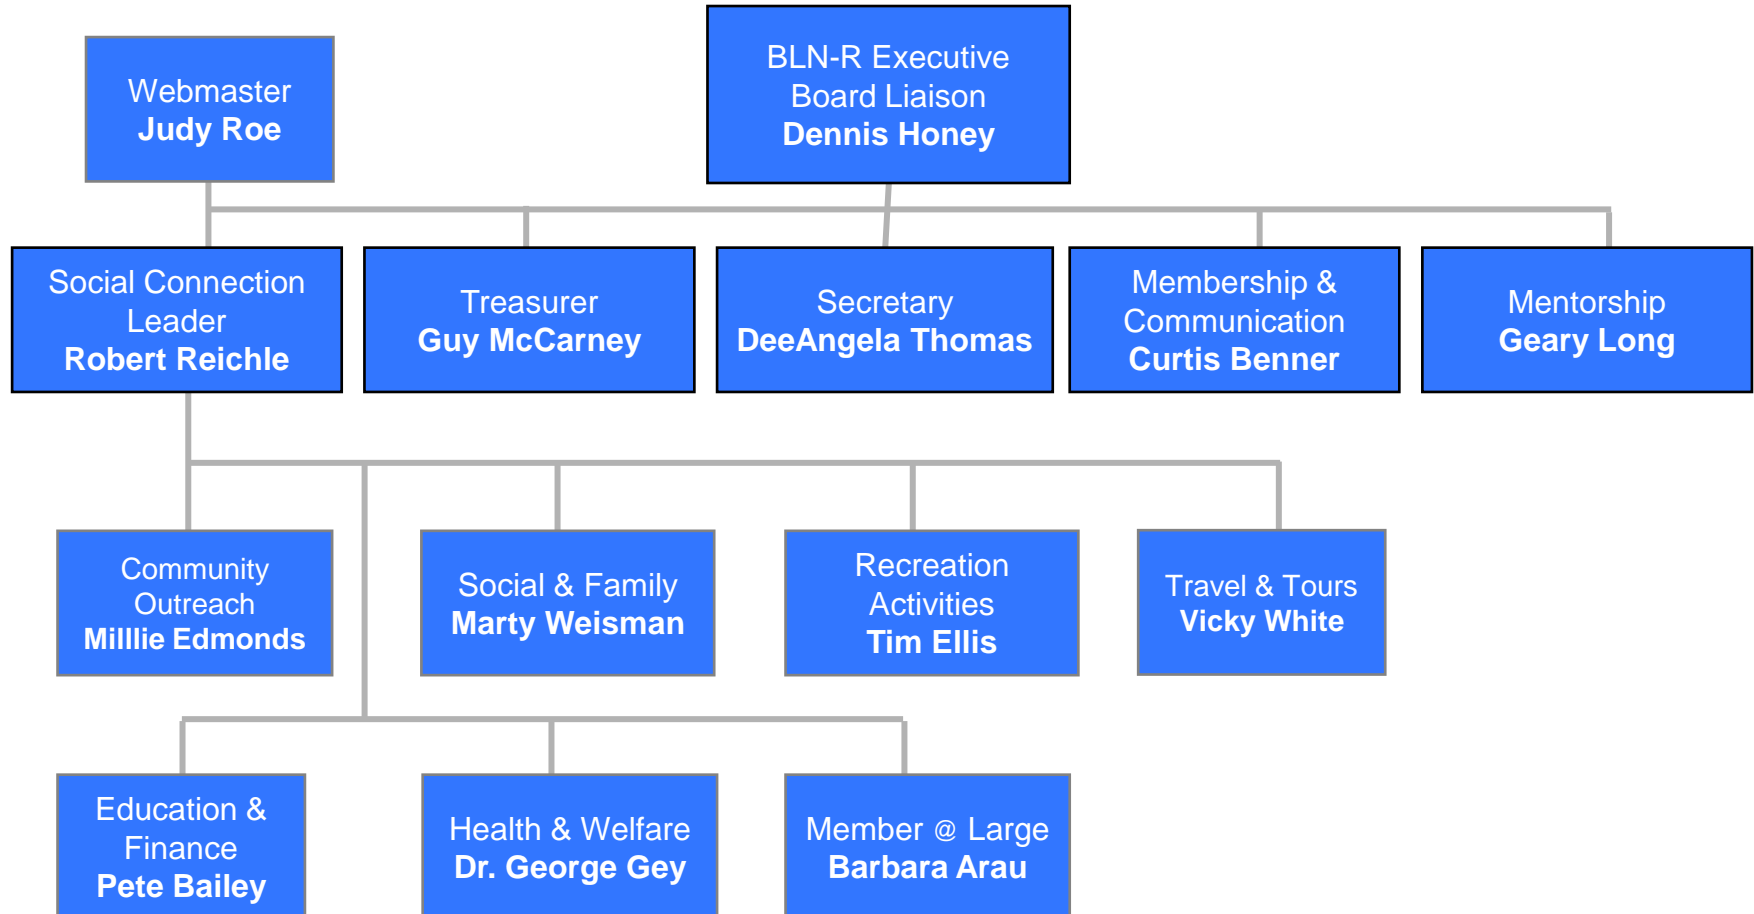 Webmaster
Judy Roe
BLN-R Executive
Board Liaison
Dennis Honey
Social Connection
Leader
Robert Reichle
Treasurer
Guy McCarney
Secretary
DeeAngela Thomas
Membership &
Communication
Curtis Benner
Mentorship
Geary Long
Community
Outreach
Milllie Edmonds
Social & Family
Marty Weisman
Recreation
Activities
Tim Ellis
Travel & Tours
Vicky White
Education &
Finance
Pete Bailey
Health & Welfare
Dr. George Gey
Member @ Large
Barbara Arau